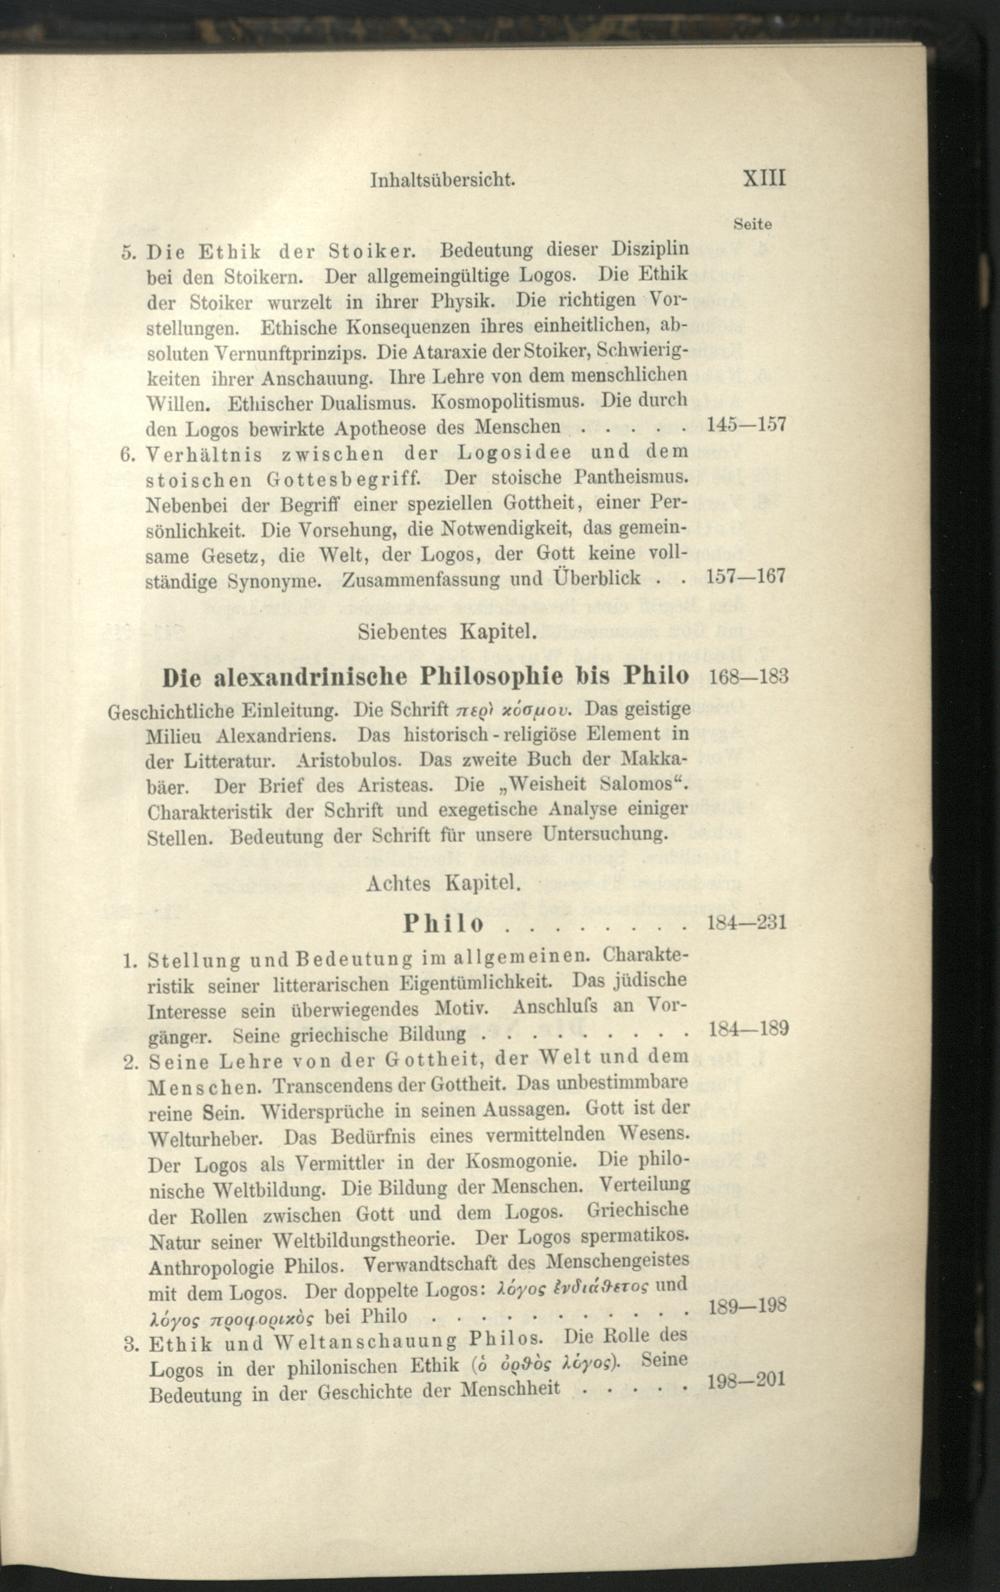 Inhaltsübersicht. XIII
Seite
5. Die Ethik der Stoiker. Bedeutung dieser Disziplin
bei den Stoikern. Der allgemeingültige Logos. Die Ethik
der Stoiker wurzelt in ihrer Physik. Die richtigen Vor-
stellungen. Ethische Konsequenzen ihres einheitlichen, ab-
soluten Vernunftprinzips. Die Ataraxie der Stoiker, Schwierig-
keiten ihrer Anschauung. Ihre Lehre von dem menschlichen
Willen. Ethischer Dualismus. Kosmopolitismus. Die durch
den Logos bewirkte Apotheose des Menschen . . . . . 145—157
6. Verhältnis zwischen der Logosidee und dem
stoischen Gottesbegriff. Der stoische Pantheismus.
Nebenbei der Begriff einer speziellen Gottheit, einer Per-
sönlichkeit. Die Vorsehung, die Notwendigkeit, das gemein-
same Gesetz, die Welt, der Logos, der Gott keine voll-
ständige Synonyme. Zusammenfassung und Überblick . . 157—167
Siebentes Kapitel.
Die alexandrinische Philosophie bis Philo 168—183
Geschichtliche Einleitung. Die Schrift περὶ κόσμου. Das geistige
Milieu Alexandriens. Das historisch-religiöse Element in
der Litteratur. Aristobulos. Das zweite Buch der Makka-
bäer. Der Brief des Aristeas. Die „Weisheit Salomos“.
Charakteristik der Schrift und exegetische Analyse einiger
Stellen. Bedeutung der Schrift für unsere Untersuchung.
Achtes Kapitel.
Philo . . . . . . . . 184—231
1. Stellung und Bedeutung im allgemeinen. Charakte-
ristik seiner litterarischen Eigentümlichkeit. Das jüdische
Interesse sein überwiegendes Motiv. Anschluſs an Vor-
gänger. Seine griechische Bildung . . . . . . . . . 184—189
2. Seine Lehre von der Gottheit, der Welt und dem
Menschen. Transcendens der Gottheit. Das unbestimmbare
reine Sein. Widersprüche in seinen Aussagen. Gott ist der
Welturheber. Das Bedürfnis eines vermittelnden Wesens.
Der Logos als Vermittler in der Kosmogonie. Die philo-
nische Weltbildung. Die Bildung der Menschen. Verteilung
der Rollen zwischen Gott und dem Logos. Griechische
Natur seiner Weltbildungstheorie. Der Logos spermatikos.
Anthropologie Philos. Verwandtschaft des Menschengeistes
mit dem Logos. Der doppelte Logos: λόγος ἐνδιάθετος und
λόγος προφορικὸς bei Philo . . . . . . . . . . . 189—198
3. Ethik und Weltanschauung Philos. Die Rolle des
Logos in der philonischen Ethik (ὁ ὀρθὸς λόγος). Seine
Bedeutung in der Geschichte der Menschheit . . . . . 198—201